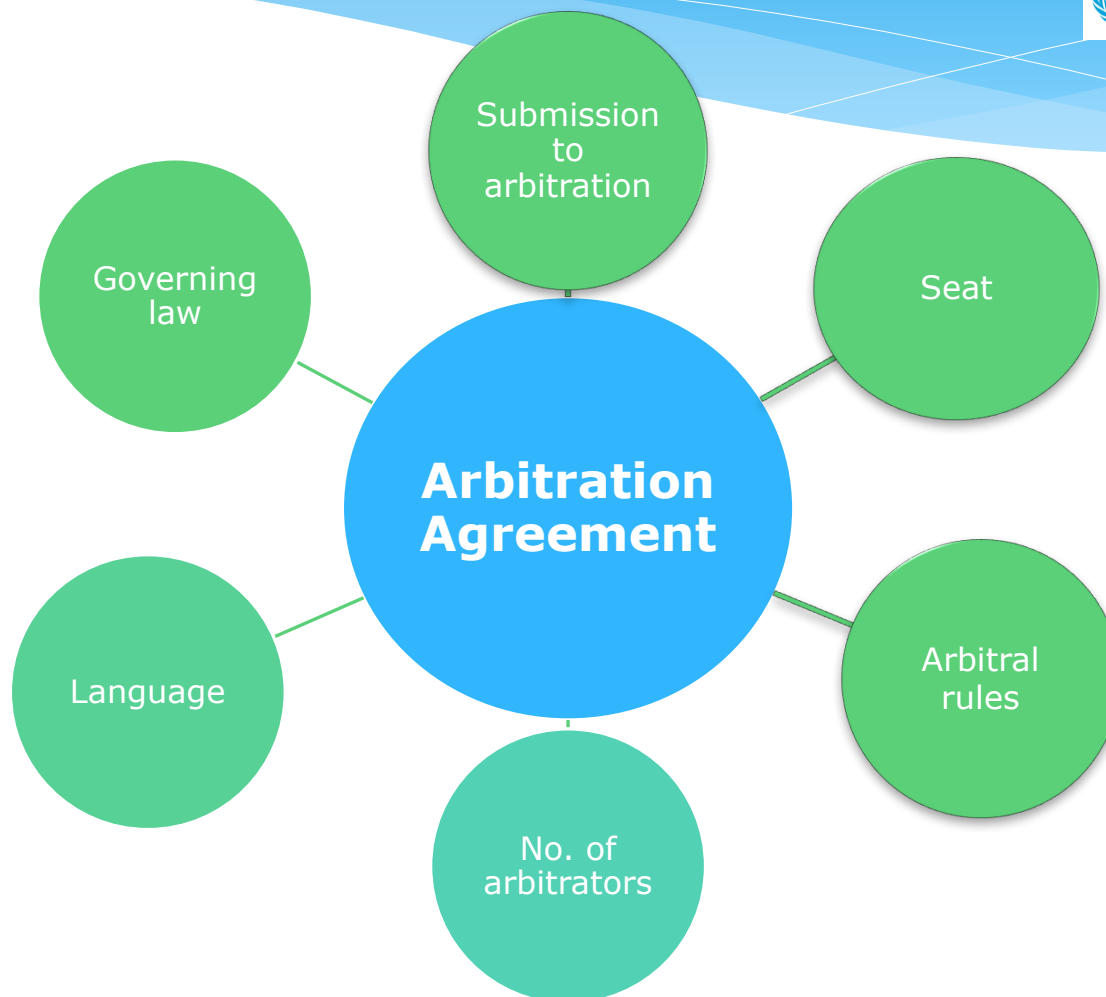 Submission
to
arbitration
Governing
law
Seat
Arbitration
Agreement
Language
Arbitral
rules
No. of
arbitrators